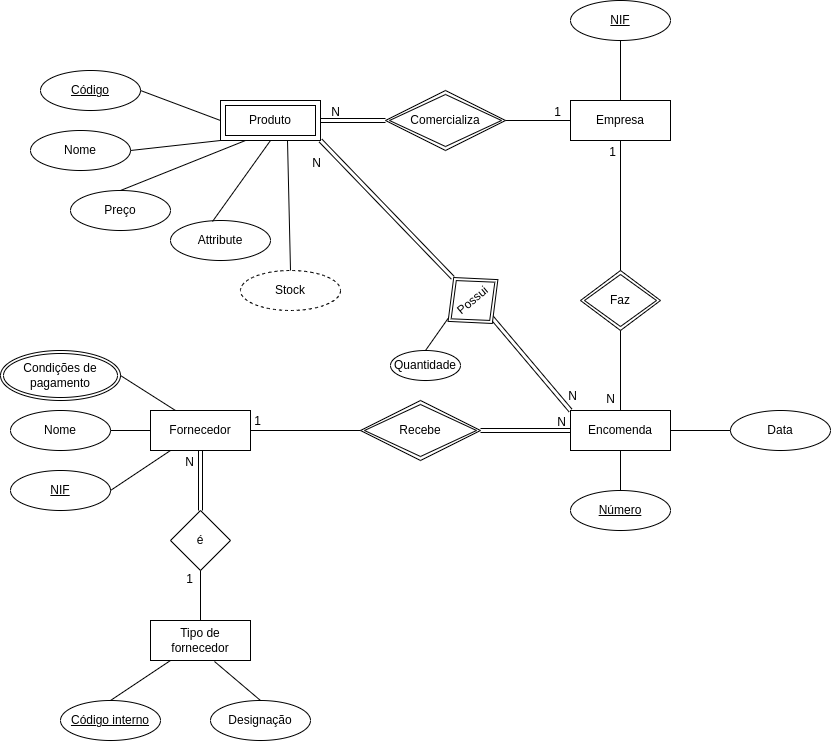 NIF
Código
Produto
N
Comercializa
1
Empresa
Nome
N
1
Preço
Attribute
Stock
Possui
Faz
Condições de
pagamento
Quantidade
N
N
Nome
Fornecedor
1
Recebe
N
Encomenda
Data
N
NIF
Número
é
1
Tipo de
fornecedor
Código interno
Designação